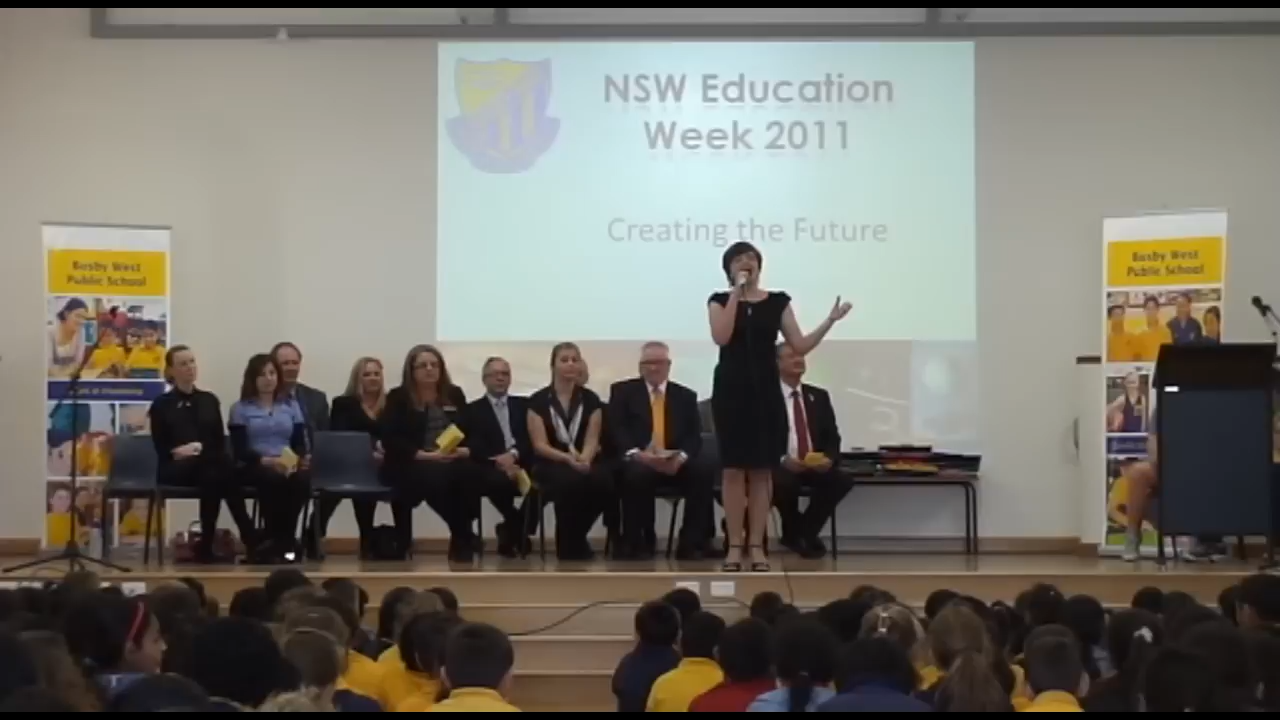 NSW Education
Week 2011
Creating the Future
Busby West
Public School
Busby West
Public School